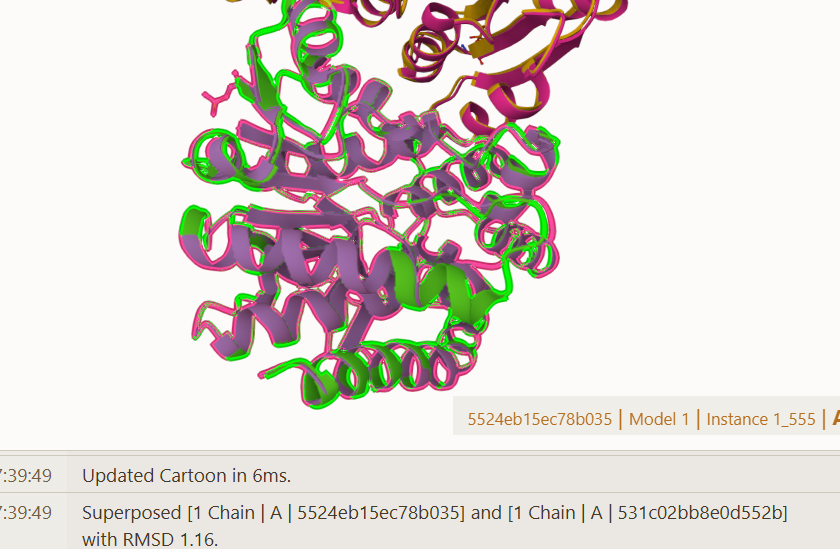 5524eb15ec78b035 | Model 1 | Instance 1_555 | A
7:39:49 Updated Cartoon in 6ms.
7:39:49 Superposed [1 Chain | A | 5524eb15ec78b035] and [1 Chain | A | 531c02bb8e0d552b]
with RMSD 1.16.